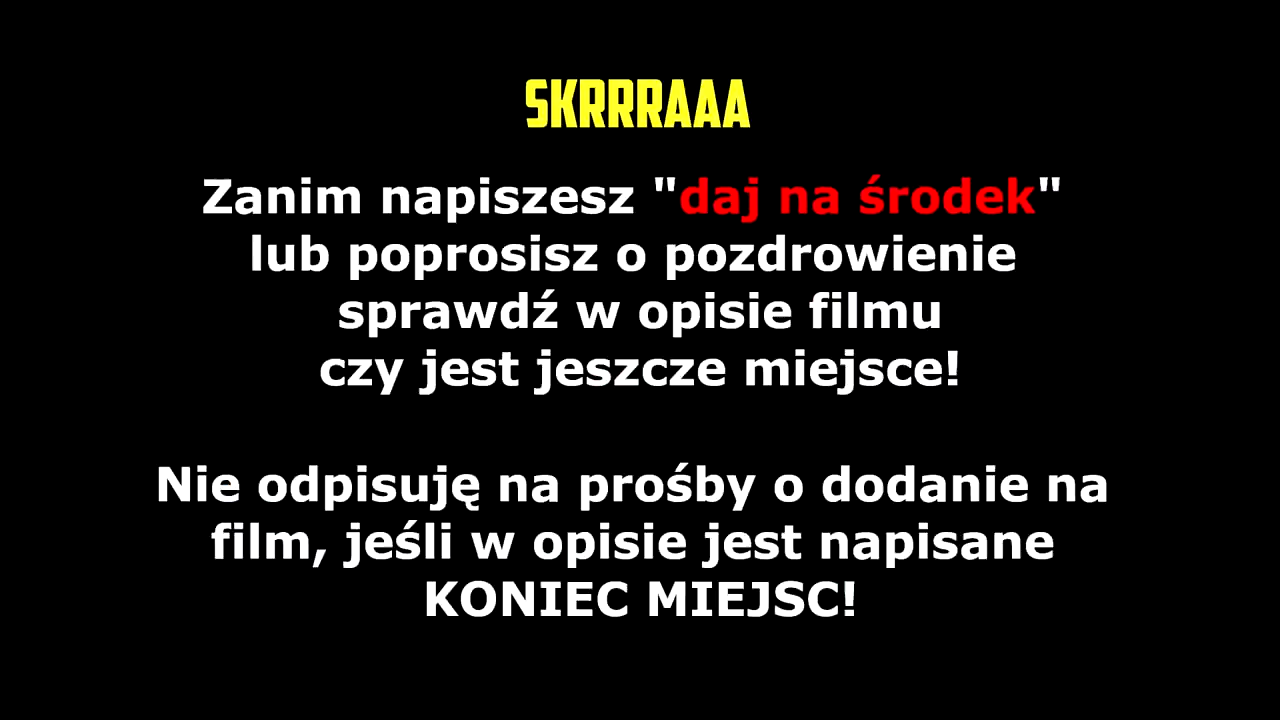 SKRRRAAA
Zanim napiszesz "daj na środek"
lub poprosisz o pozdrowienie
sprawdź w opisie filmu
czy jest jeszcze miejsce!
Nie odpisuję na prośby o dodanie na
film, jeśli w opisie jest napisane
KONIEC MIEJSC!